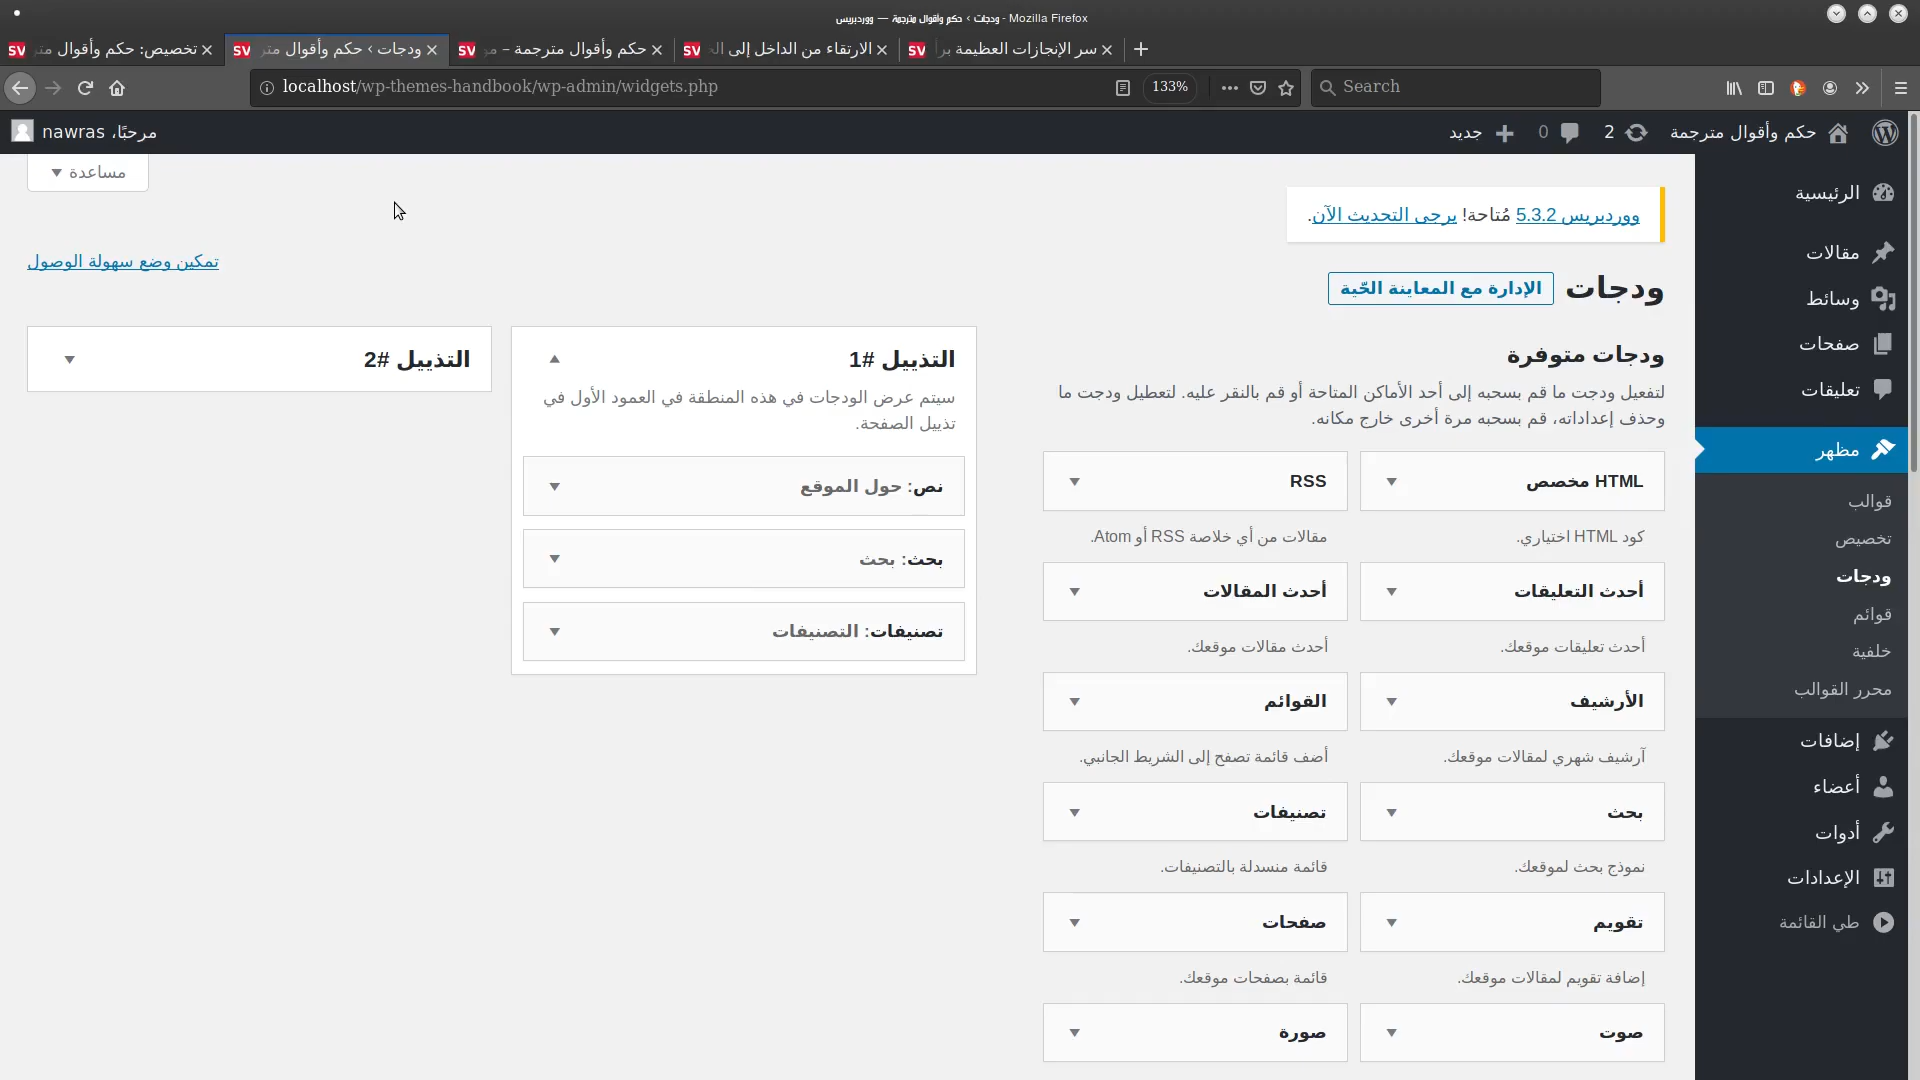 ودجات ‹ حكم وأقوال مترجمة — ووردبريس - Mozilla Firefox
تخصيص: حكم وأقوال
ودجات ‹ حكم وأقوال متر
حكم وأقوال مترجمة –
الارتقاء من الداخل إلى
سر الإنجازات العظيمة
localhost/wp-themes-handbook/wp-admin/widgets.php
133%
Search
حكم وأقوال مترجمة
2
0
جديد
مرحبًا، nawras
مساعدة
الرئيسية
مقالات
وسائط
صفحات
تعليقات
مظهر
قوالب
تخصيص
ودجات
قوائم
خلفية
محرر القوالب
إضافات
أعضاء
أدوات
الإعدادات
طي القائمة
ووردبريس 5.3.2 مُتاحة! يرجى التحديث الآن.
تمكين وضع سهولة الوصول
ودجات
الإدارة مع المعاينة الحّية
ودجات متوفرة
لتفعيل ودجت ما قم بسحبه إلى أحد الأماكن المتاحة أو قم بالنقر عليه. لتعطيل ودجت ما
وحذف إعداداته، قم بسحبه مرة أخرى خارج مكانه.
HTML مخصص
كود HTML اختياري.
RSS
مقالات من أي خلاصة RSS أو Atom.
أحدث التعليقات
أحدث تعليقات موقعك.
أحدث المقالات
أحدث مقالات موقعك.
الأرشيف
آرشيف شهري لمقالات موقعك.
القوائم
أضف قائمة تصفح إلى الشريط الجانبي.
بحث
نموذج بحث لموقعك.
تصنيفات
قائمة منسدلة بالتصنيفات.
تقويم
إضافة تقويم لمقالات موقعك.
صفحات
قائمة بصفحات موقعك.
صوت
صورة
التذييل #1
سيتم عرض الودجات في هذه المنطقة في العمود الأول في
تذييل الصفحة.
نص: حول الموقع
بحث: بحث
تصنيفات: التصنيفات
التذييل #2